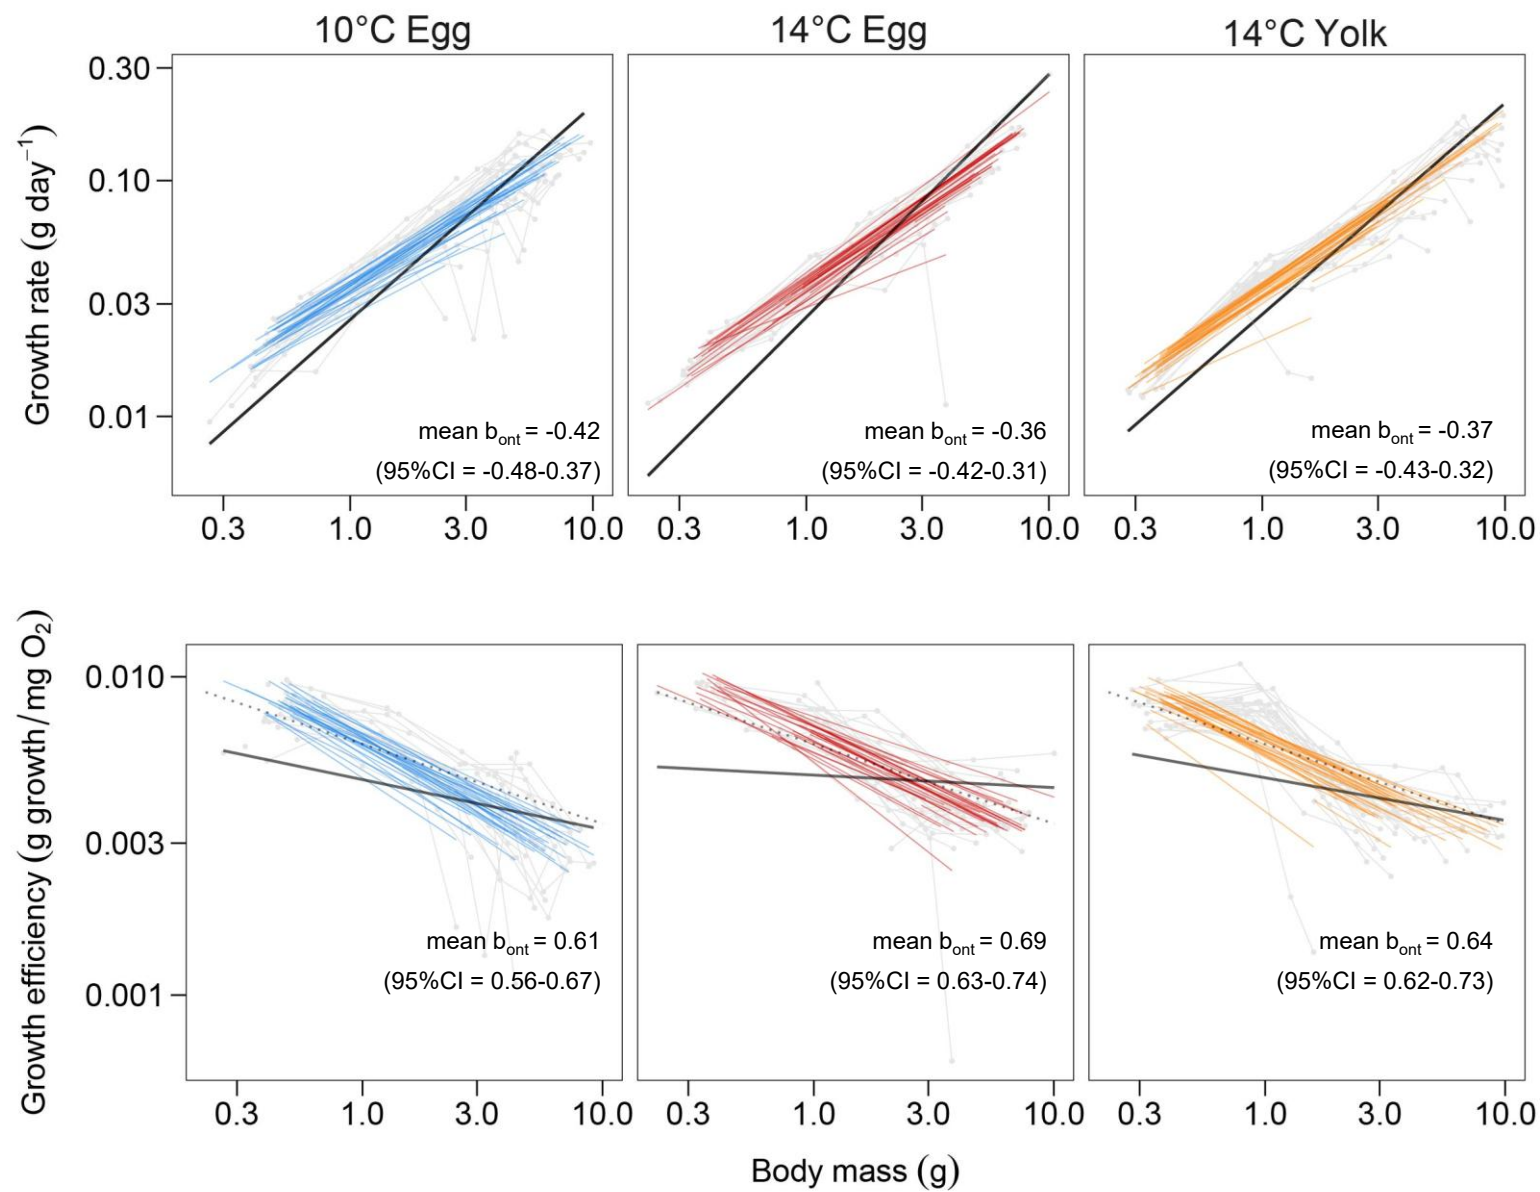 10°C Egg
14°C Egg
14°C Yolk
Growth rate (g day⁻¹)
0.30
0.10
0.03
0.01
mean b_ont = -0.42
(95%CI = -0.48-0.37)
mean b_ont = -0.36
(95%CI = -0.42-0.31)
mean b_ont = -0.37
(95%CI = -0.43-0.32)
0.3 1.0 3.0 10.0
0.3 1.0 3.0 10.0
0.3 1.0 3.0 10.0
Growth efficiency (g growth/mg O₂)
0.010
0.003
0.001
mean b_ont = 0.61
(95%CI = 0.56-0.67)
mean b_ont = 0.69
(95%CI = 0.63-0.74)
mean b_ont = 0.64
(95%CI = 0.62-0.73)
0.3 1.0 3.0 10.0
0.3 1.0 3.0 10.0
0.3 1.0 3.0 10.0
Body mass (g)